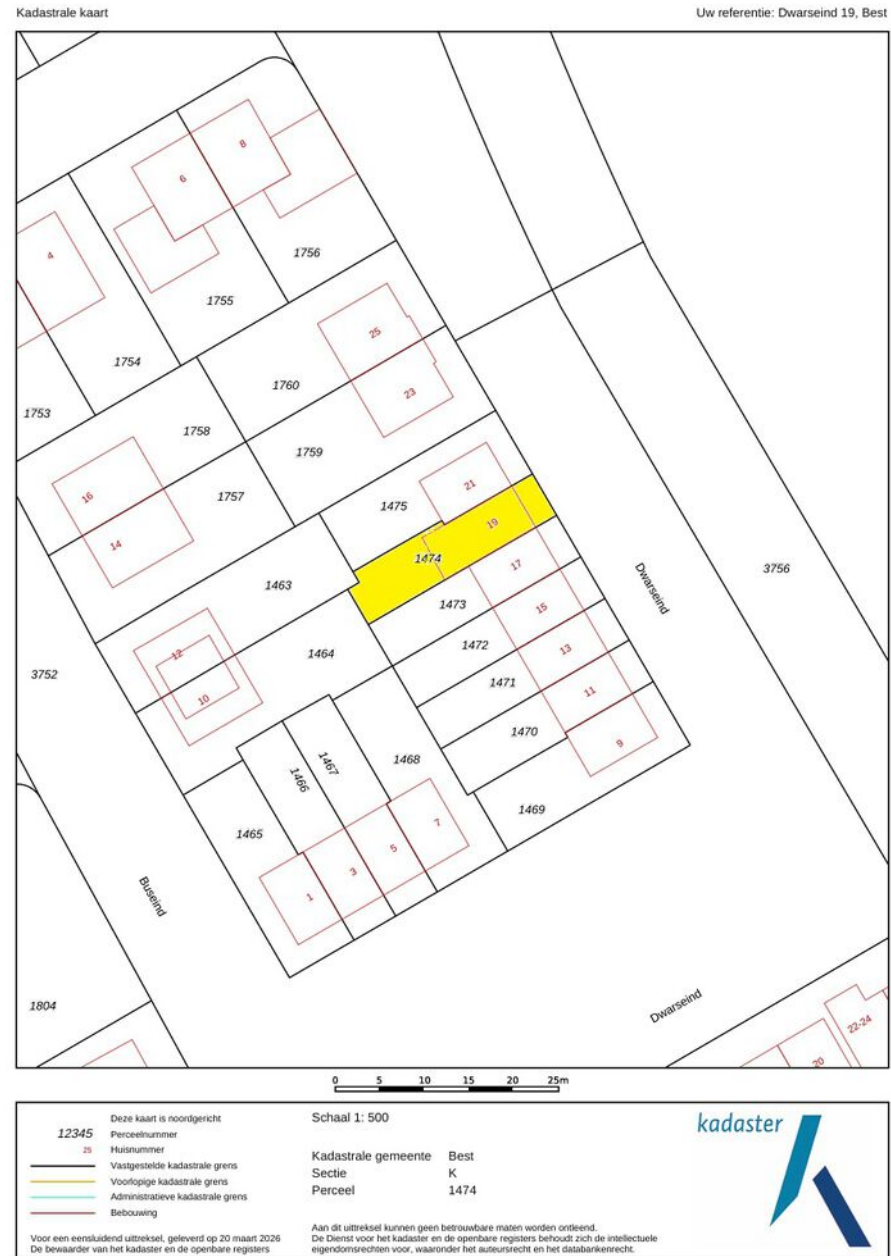 Kadastrale kaart
Uw referentie: Dwarseind 19, Best
8
6
4
1756
1755
25
1754
1760
23
1753
1758
1759
21
16
1757
1475
19
14
1474
17
3756
1463
Dwarseind
1473
15
12
1464
1472
13
3752
1471
10
11
1470
9
1468
1467
1466
1469
7
1465
5
3
1
Buseind
1804
Dwarseind
22-24
20
0 5 10 15 20 25m
Deze kaart is noordgericht
12345 Perceelnummer
25 Huisnummer
Vastgestelde kadastrale grens
Voorlopige kadastrale grens
Administratieve kadastrale grens
Bebouwing
Voor een eensluidend uittreksel, geleverd op 20 maart 2026
De bewaarder van het kadaster en de openbare registers
Schaal 1: 500
Kadastrale gemeente Best
Sectie K
Perceel 1474
Aan dit uittreksel kunnen geen betrouwbare maten worden ontleend.
De Dienst voor het kadaster en de openbare registers behoudt zich de intellectuele
eigendomsrechten voor, waaronder het auteursrecht en het databankenrecht.
kadaster